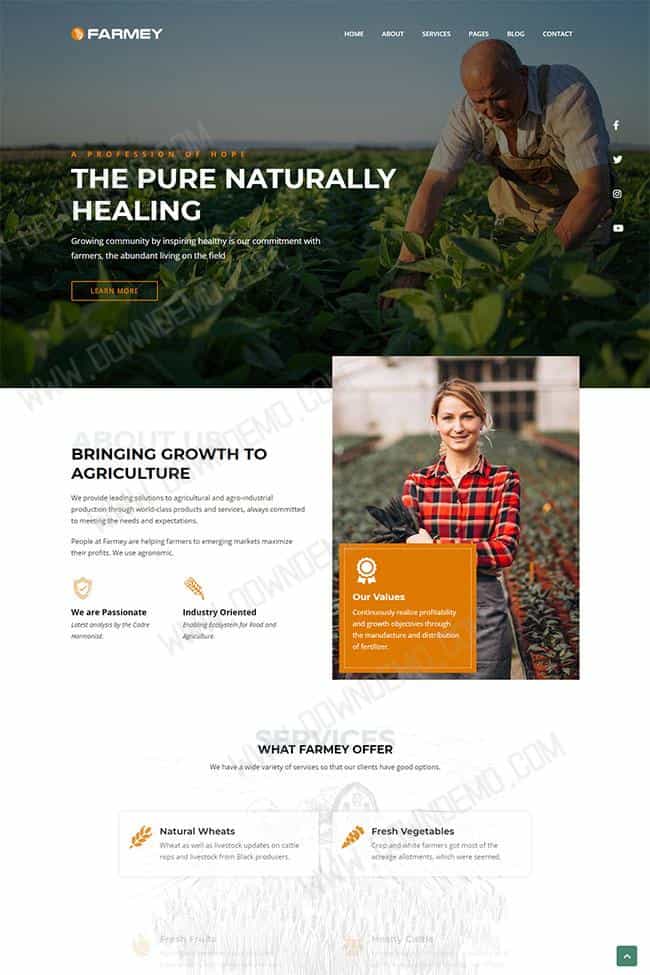 FARMEY
HOME ABOUT SERVICES PAGES BLOG CONTACT
A PROFESSION OF HOPE
THE PURE NATURALLY
HEALING
Growing community by inspiring healthy is our commitment with
farmers, the abundant living on the field
LEARN MORE
ABOUT US
BRINGING GROWTH TO
AGRICULTURE
We provide leading solutions to agricultural and agro-industrial
production through world-class products and services, always committed
to meeting the needs and expectations.
People at Farmey are helping farmers to emerging markets maximize
their profits. We use agronomic.
We are Passionate
Latest analysis by the Cadre
Harmonisé.
Industry Oriented
Enabling Ecosystem for Food and
Agriculture.
Our Values
Continuously realize profitability
and growth objectives through
the manufacture and distribution
of fertilizer.
SERVICES
WHAT FARMEY OFFER
We have a wide variety of services so that our clients have good options.
Natural Wheats
Wheat as well as livestock updates on cattle
reps and livestock from Black producers.
Fresh Vegetables
Crop and white farmers got most of the
acreage allotments, which were seemed.
Fresh Fruits
Hearty Cattle
WWW.DOWNDEMO.COM